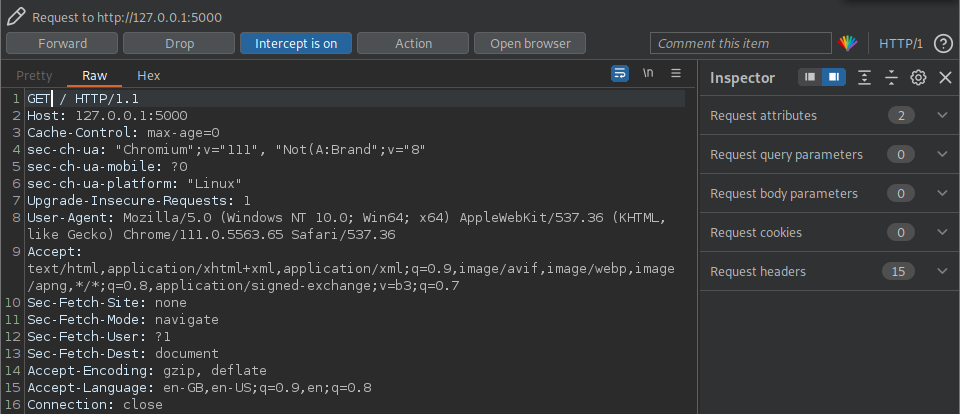 Request to http://127.0.0.1:5000
Forward Drop Intercept is on Action Open browser Comment this item HTTP/1 ?
Pretty Raw Hex \n
1 GET / HTTP/1.1
2 Host: 127.0.0.1:5000
3 Cache-Control: max-age=0
4 sec-ch-ua: "Chromium";v="111", "Not(A:Brand";v="8"
5 sec-ch-ua-mobile: ?0
6 sec-ch-ua-platform: "Linux"
7 Upgrade-Insecure-Requests: 1
8 User-Agent: Mozilla/5.0 (Windows NT 10.0; Win64; x64) AppleWebKit/537.36 (KHTML,
like Gecko) Chrome/111.0.5563.65 Safari/537.36
9 Accept:
text/html,application/xhtml+xml,application/xml;q=0.9,image/avif,image/webp,image
/apng,*/*;q=0.8,application/signed-exchange;v=b3;q=0.7
10 Sec-Fetch-Site: none
11 Sec-Fetch-Mode: navigate
12 Sec-Fetch-User: ?1
13 Sec-Fetch-Dest: document
14 Accept-Encoding: gzip, deflate
15 Accept-Language: en-GB,en-US;q=0.9,en;q=0.8
16 Connection: close
Inspector
Request attributes 2
Request query parameters 0
Request body parameters 0
Request cookies 0
Request headers 15